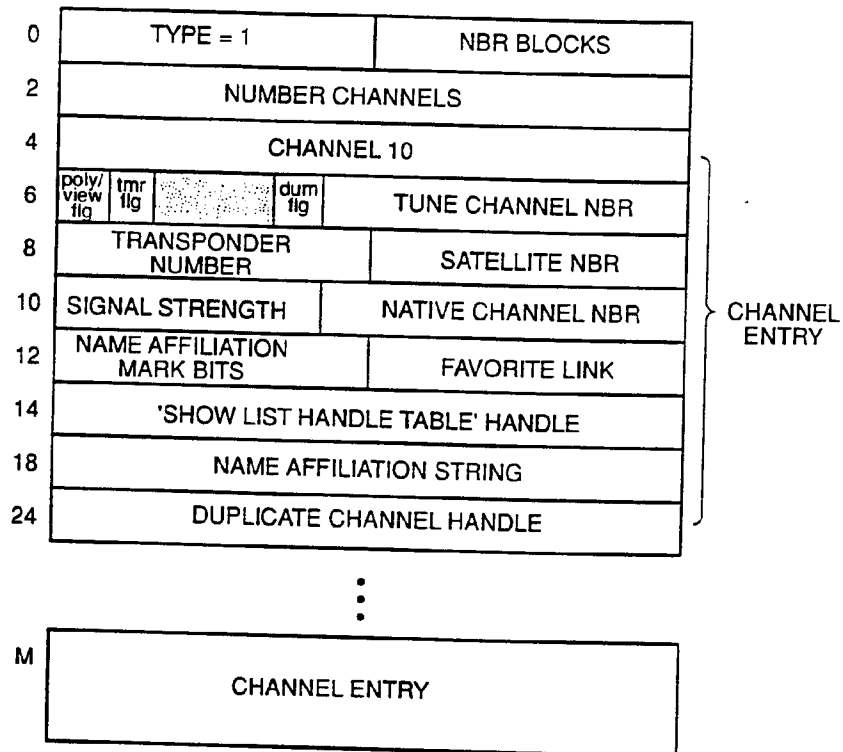 0 TYPE = 1 NBR BLOCKS
2 NUMBER CHANNELS
4 CHANNEL 10
6 poly/ view flg tmr flg dum flg TUNE CHANNEL NBR
8 TRANSPONDER NUMBER SATELLITE NBR
10 SIGNAL STRENGTH NATIVE CHANNEL NBR
CHANNEL ENTRY
12 NAME AFFILIATION MARK BITS FAVORITE LINK
14 'SHOW LIST HANDLE TABLE' HANDLE
18 NAME AFFILIATION STRING
24 DUPLICATE CHANNEL HANDLE
M CHANNEL ENTRY